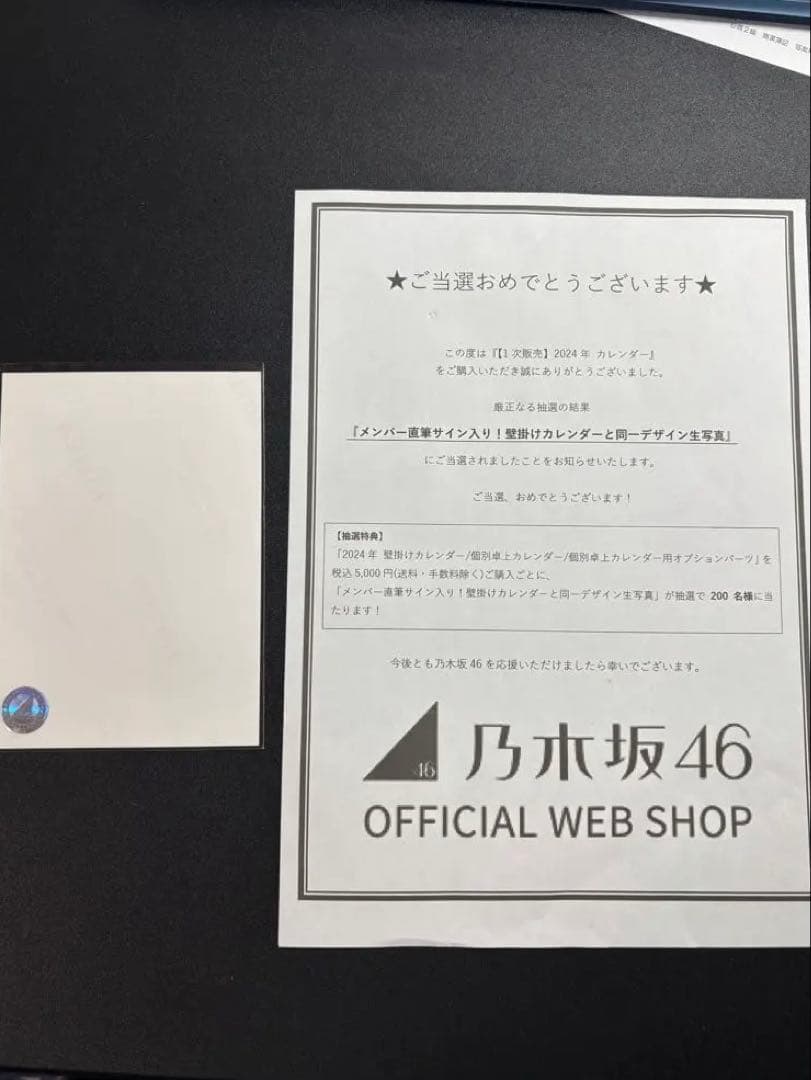 ★ご当選おめでとうございます★
この度は『【1次販売】2024年 カレンダー』
をご購入いただき誠にありがとうございました。
厳正なる抽選の結果
『メンバー直筆サイン入り！壁掛けカレンダーと同一デザイン生写真』
にご当選されましたことをお知らせいたします。
ご当選、おめでとうございます！
【抽選特典】
「2024年 壁掛けカレンダー/個別卓上カレンダー/個別卓上カレンダー用オプションパーツ」を
税込5,000円(送料・手数料除く)ご購入ごとに、
「メンバー直筆サイン入り！壁掛けカレンダーと同一デザイン生写真」が抽選で 200 名様に当
たります！
今後とも乃木坂46を応援いただけましたら幸いでございます。
46 乃木坂46
OFFICIAL WEB SHOP